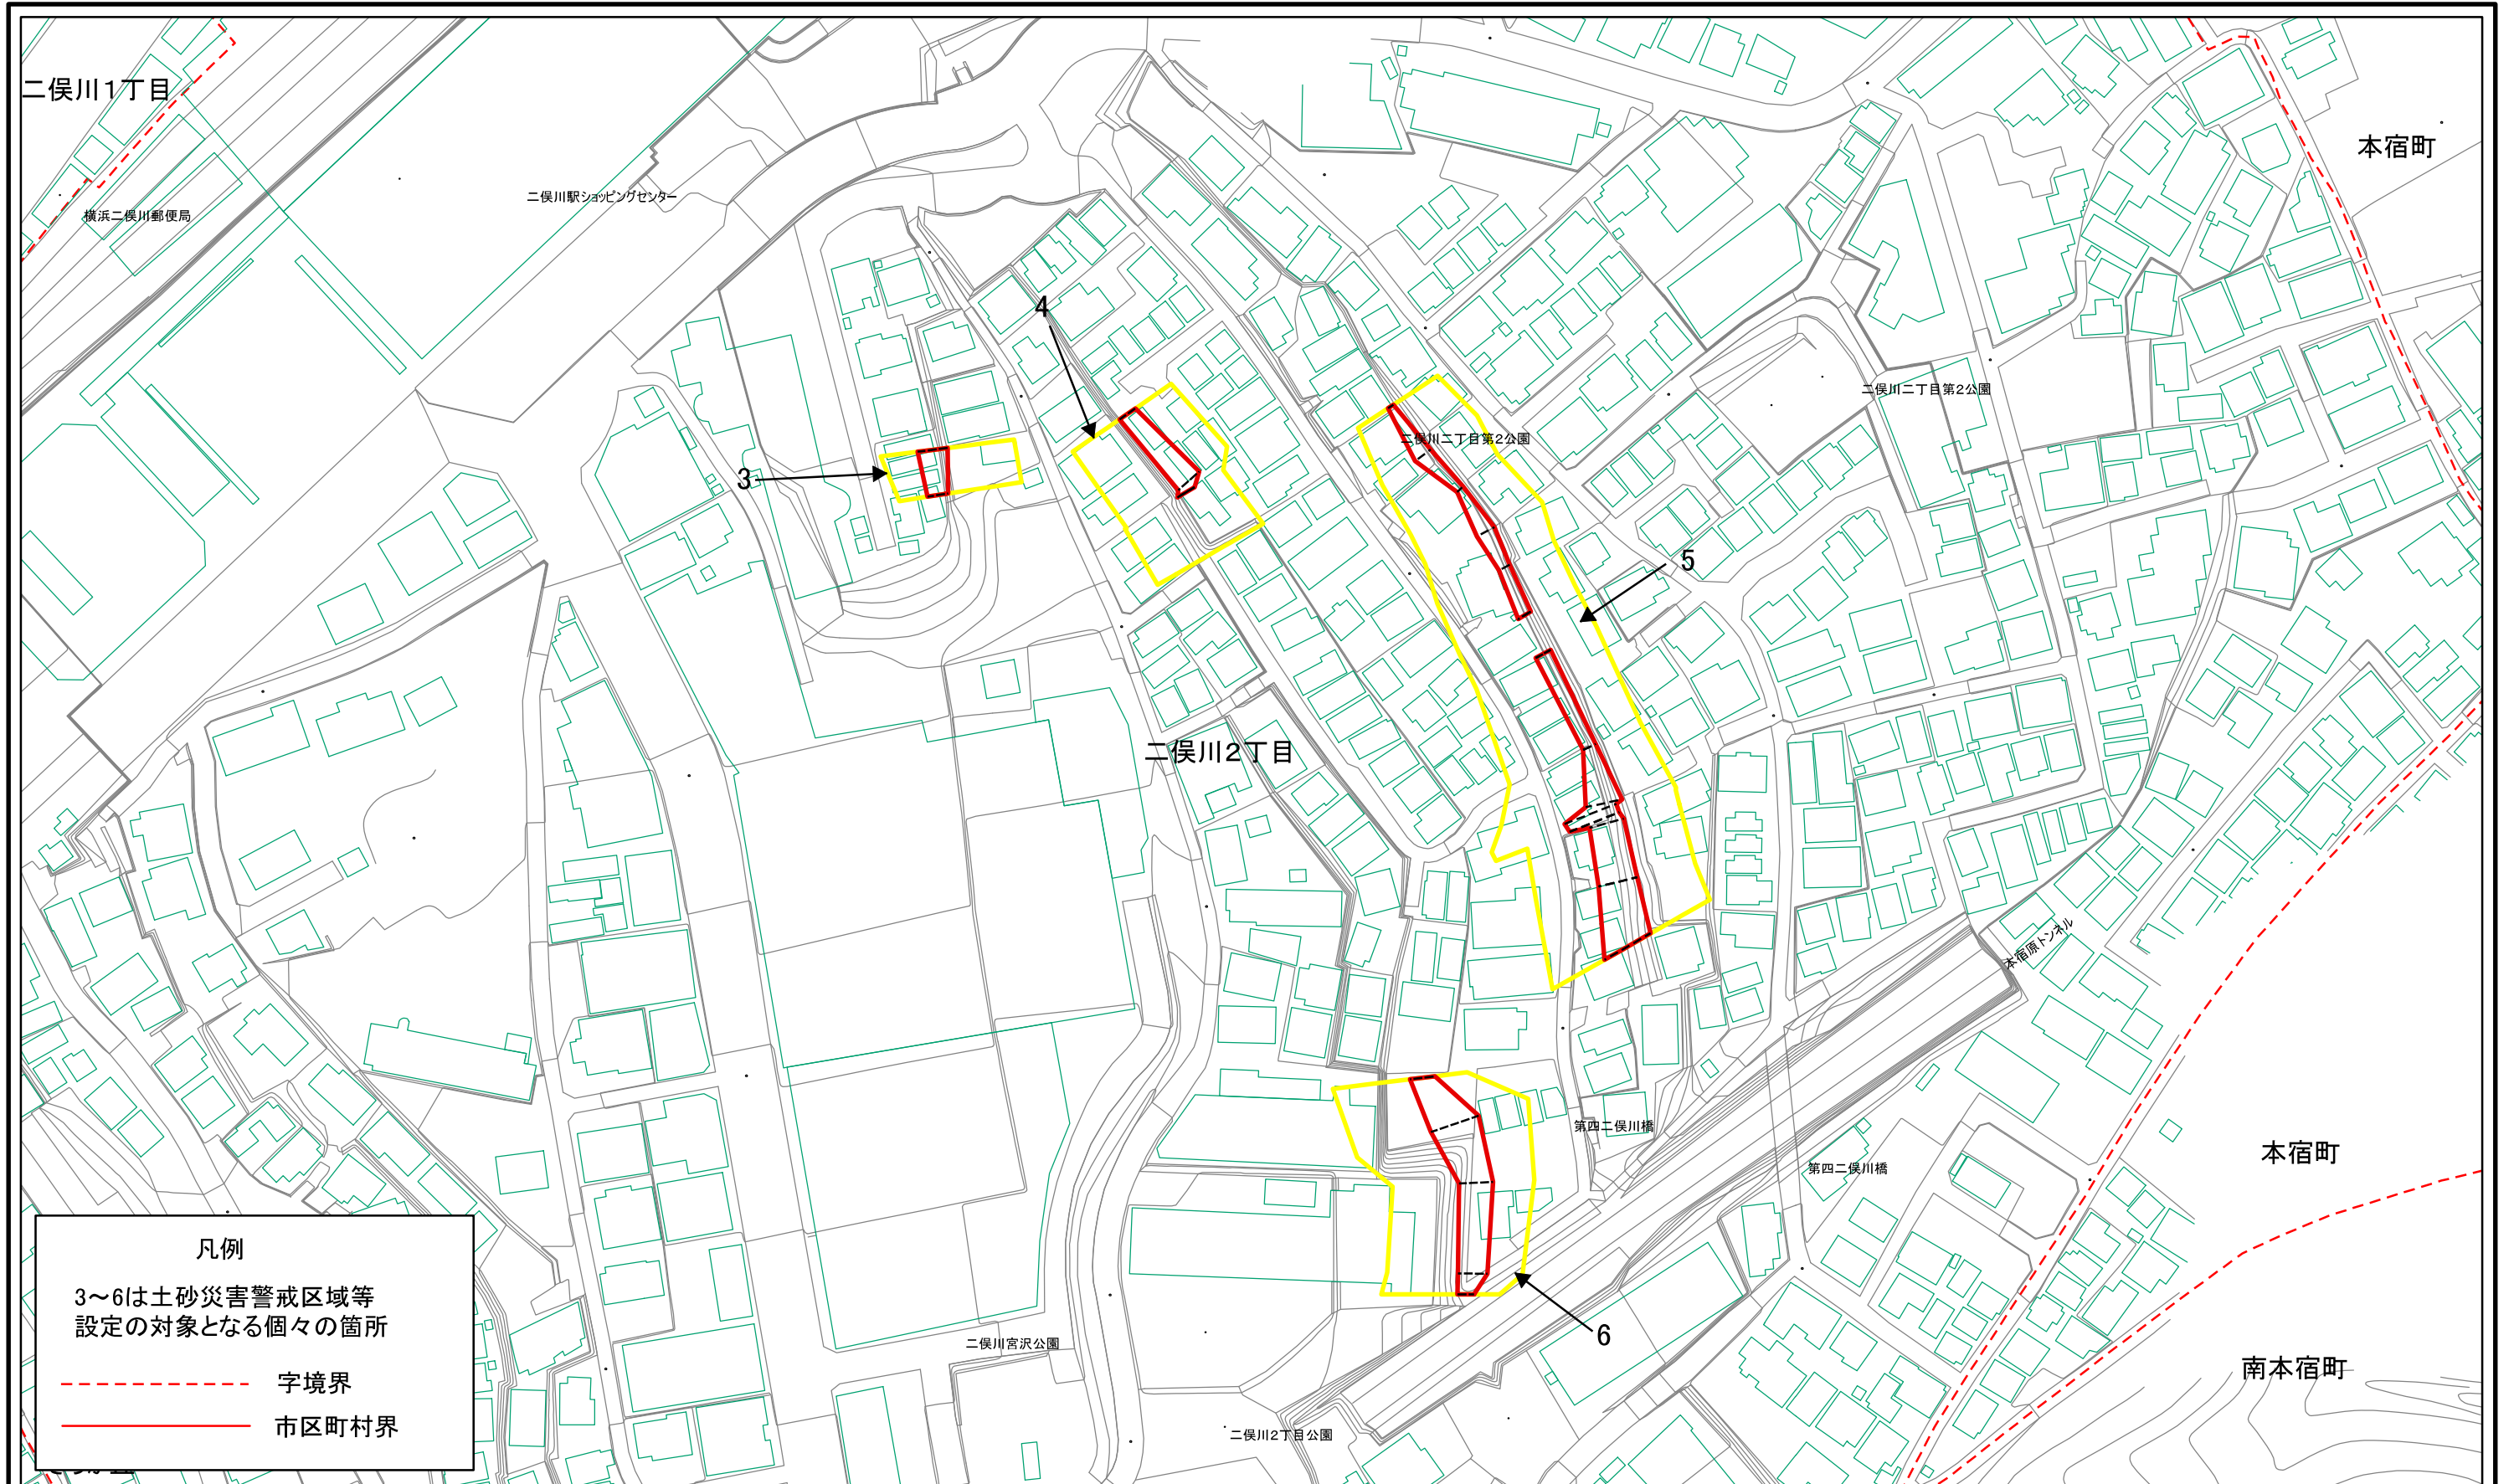 二俣川1丁目
本宿町
二俣川駅ショッピングセンター
横浜二俣川郵便局
4
二俣川二丁目第2公園
二俣川二丁目第2公園
3
5
二俣川2丁目
本宿原トンネル
第四二俣川橋
本宿町
第四二俣川橋
凡例
3～6は土砂災害警戒区域等
設定の対象となる個々の箇所
字境界
市区町村界
6
二俣川宮沢公園
南本宿町
二俣川2丁目公園